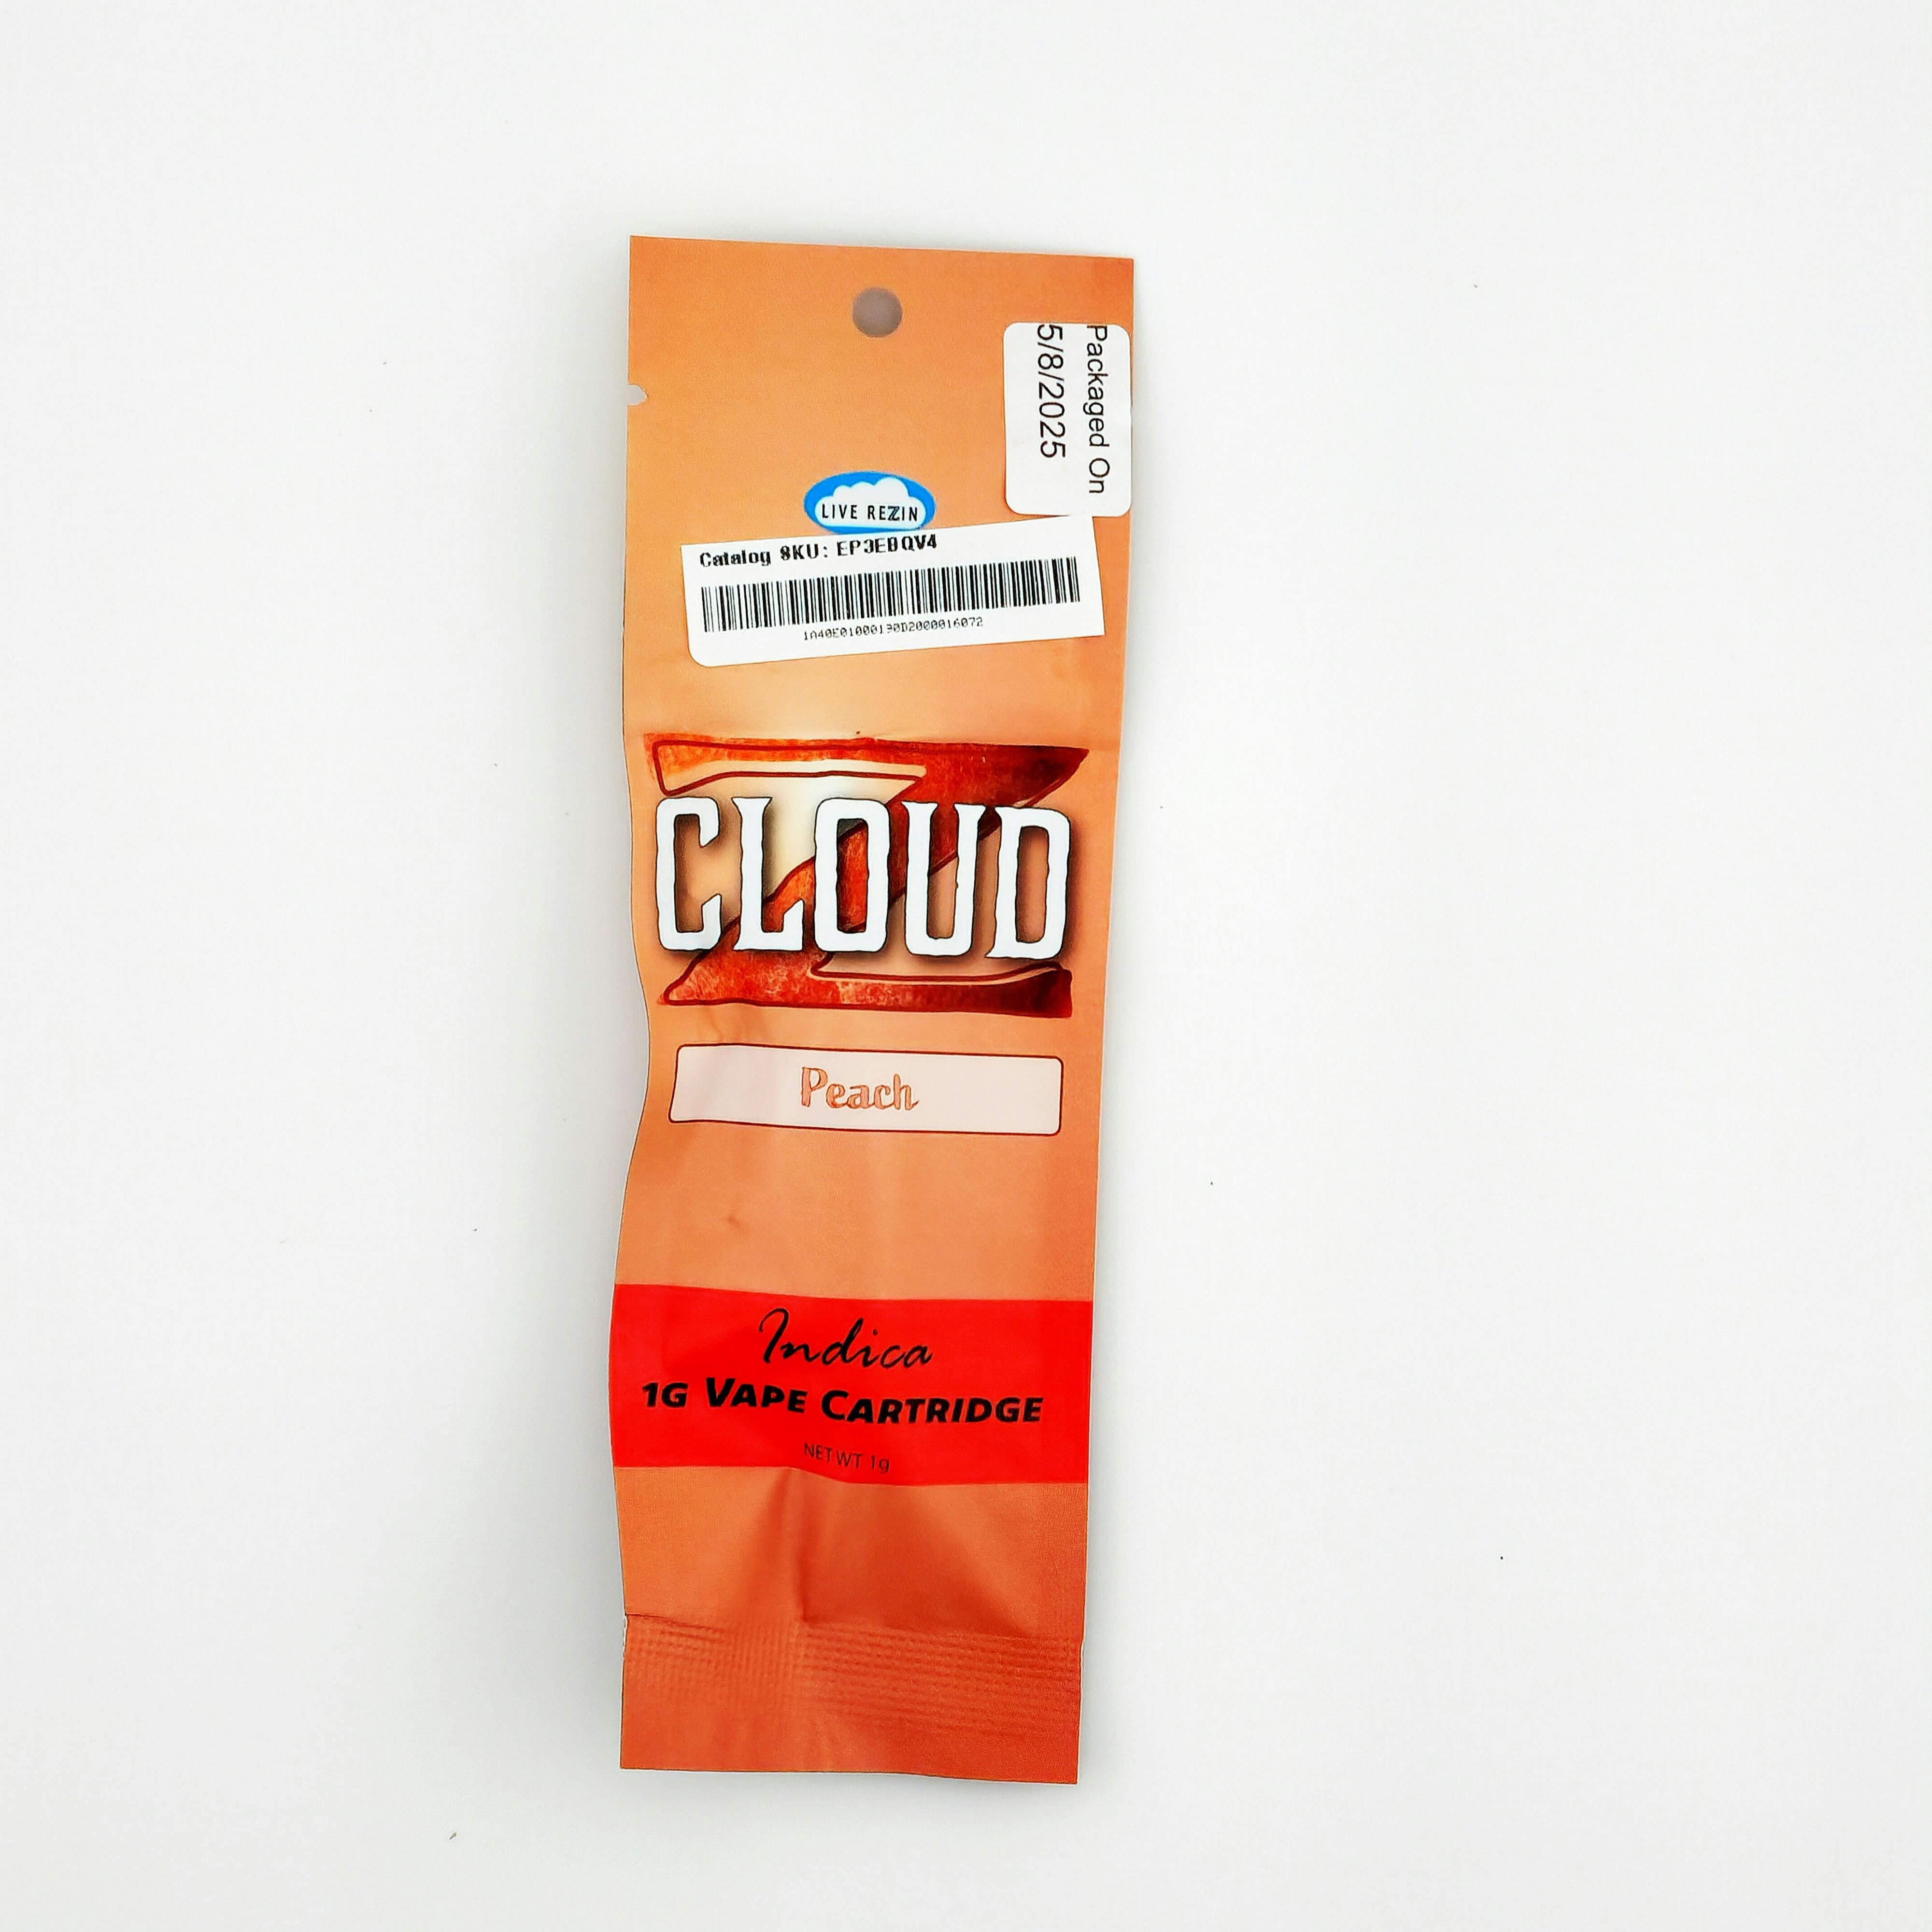 Packaged On
5/8/2025
LIVE REZIN
Catalog SKU: EP3EBQV4
1A40E01000130D2000016072
Z
CLOUD
Peach
Indica
1G VAPE CARTRIDGE
NET WT 1g